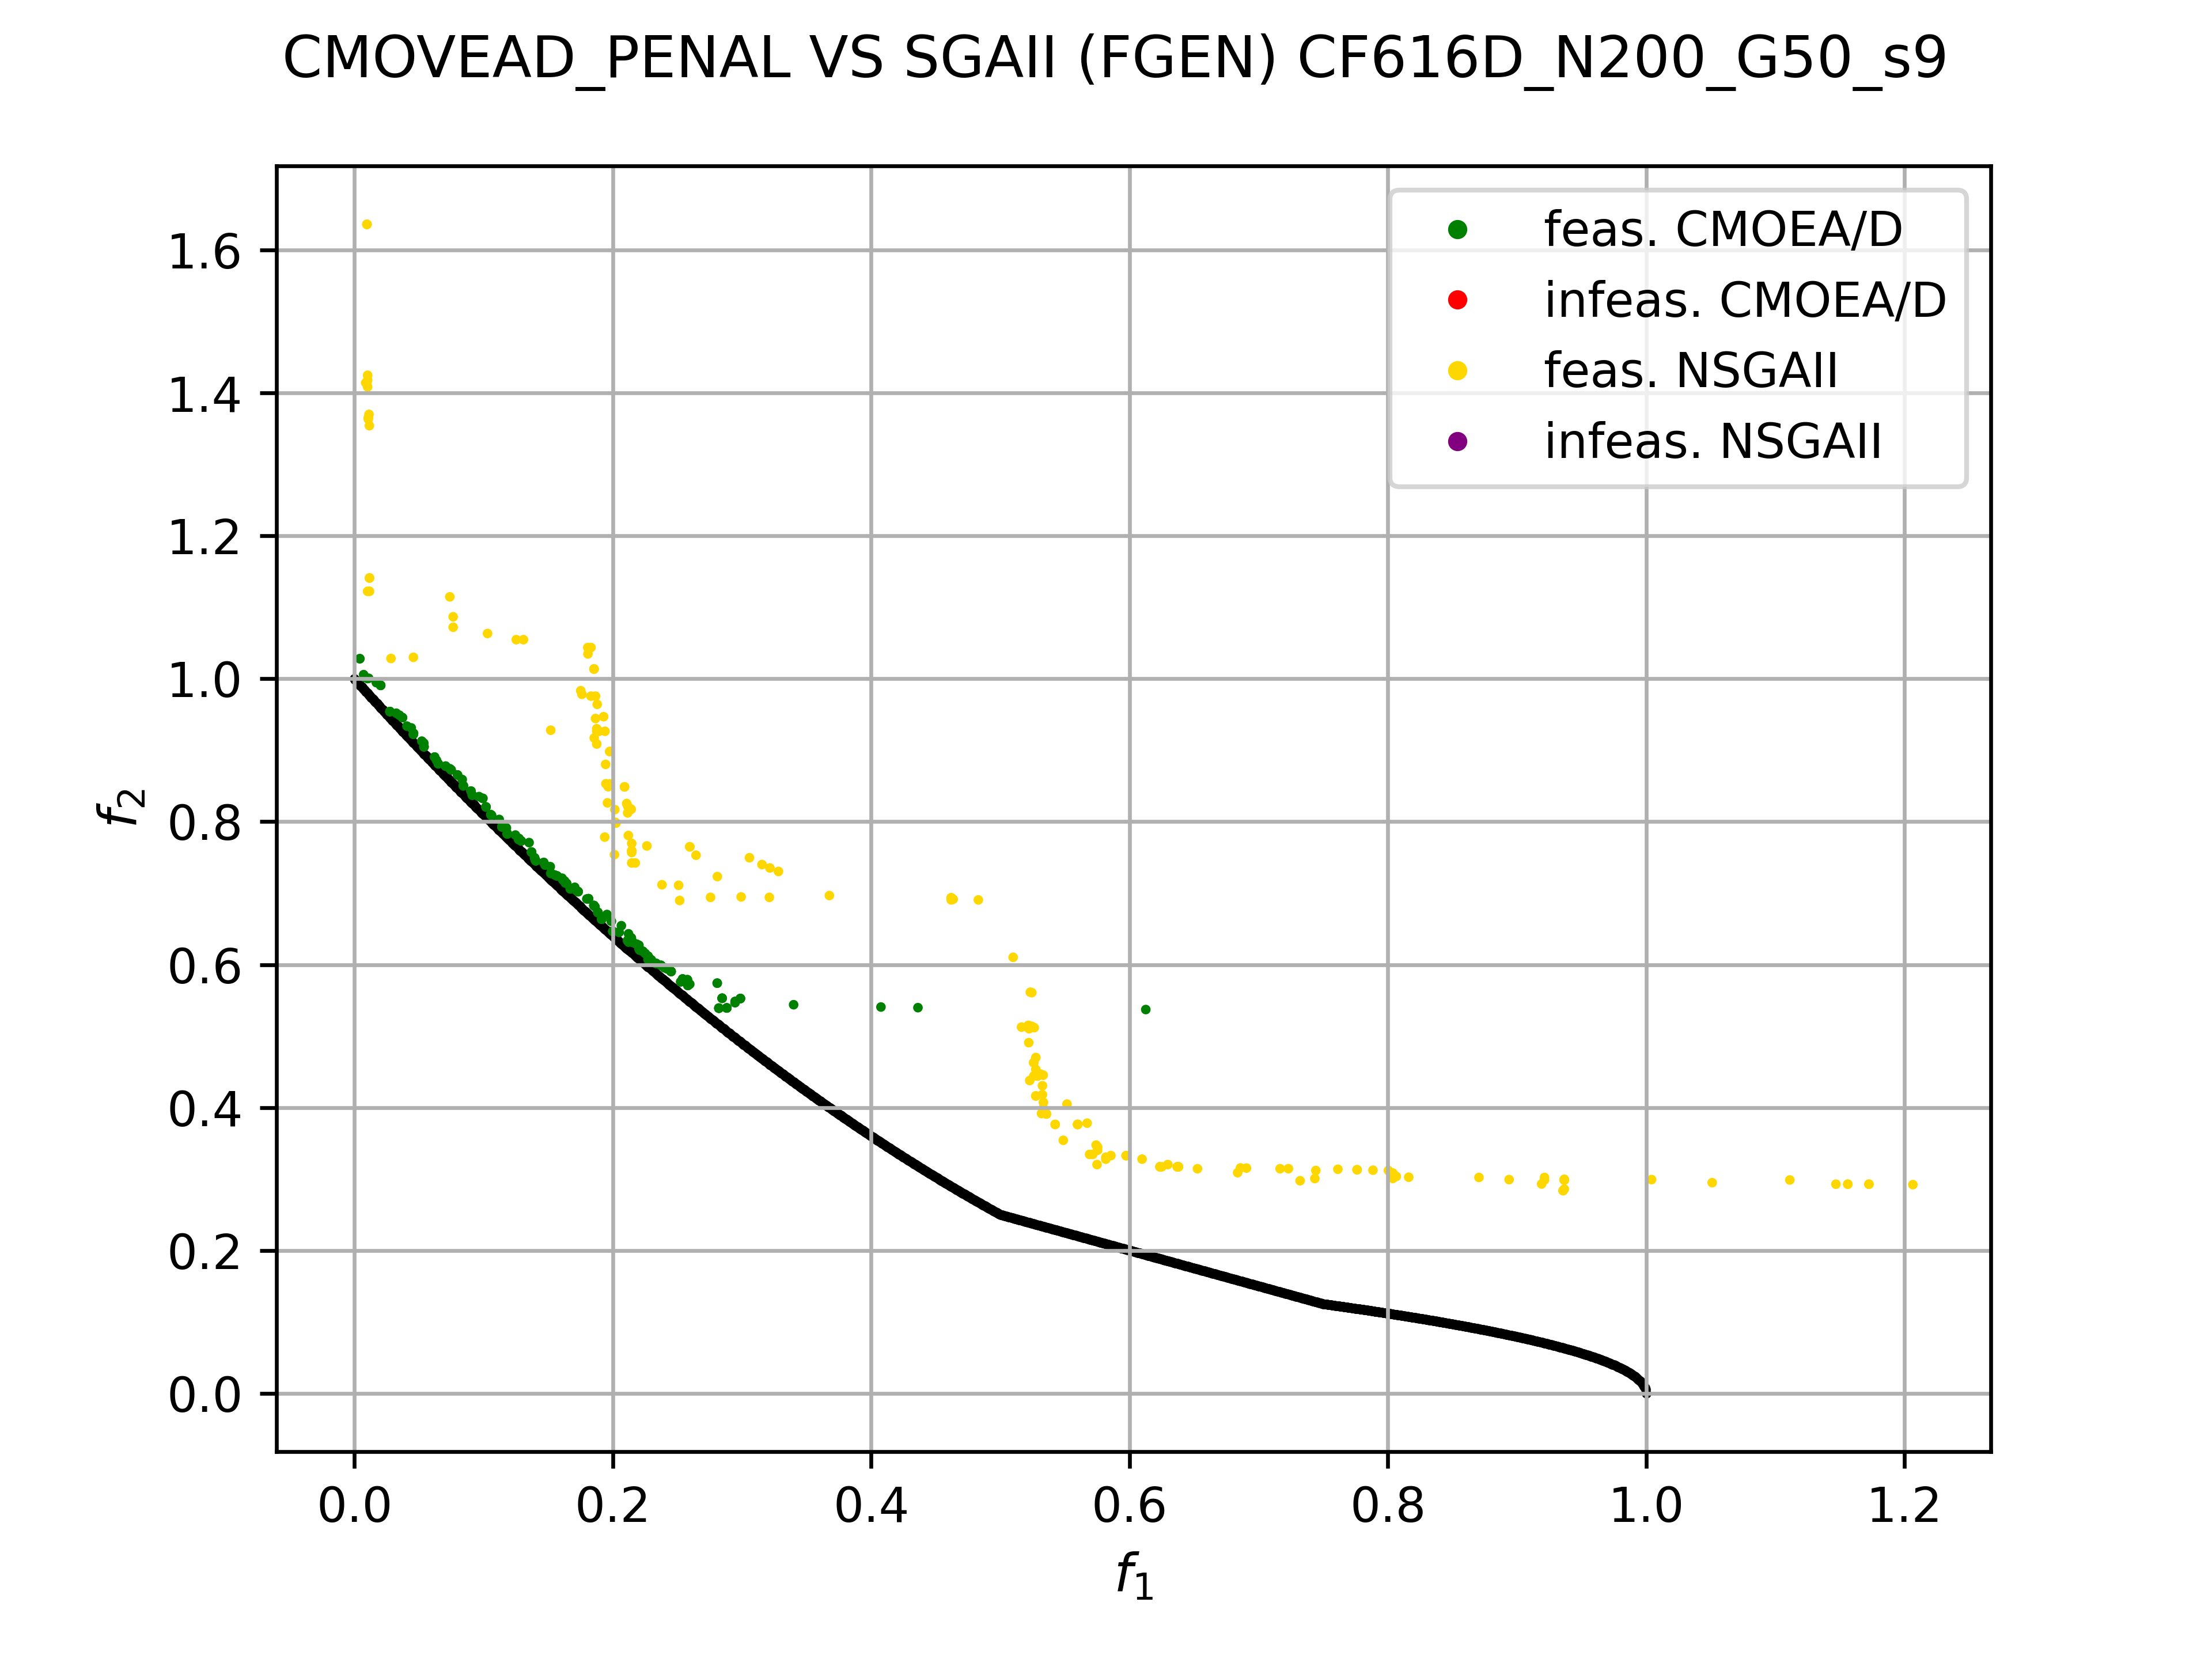 CMOVEAD_PENAL VS SGAII (FGEN) CF616D_N200_G50_s9
feas. CMOEA/D
infeas. CMOEA/D
feas. NSGAII
infeas. NSGAII
1.6
1.4
1.2
1.0
0.8
0.6
0.4
0.2
0.0
f₂
0.0 0.2 0.4 0.6 0.8 1.0 1.2
f₁